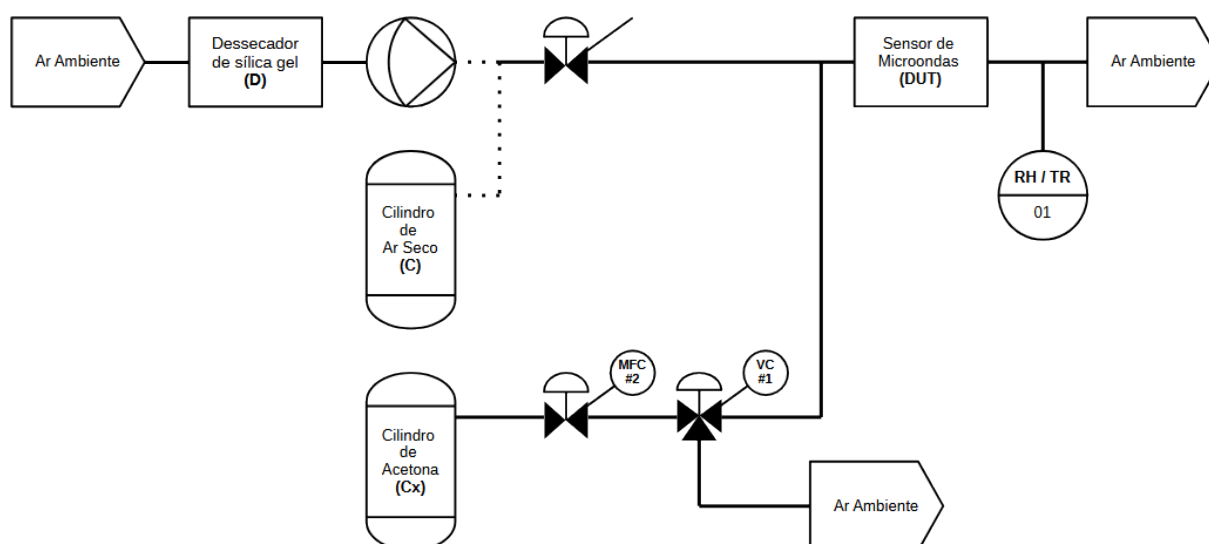 Ar Ambiente
Dessecador
de sílica gel
(D)
Sensor de
Microondas
(DUT)
Ar Ambiente
RH / TR
01
Cilindro
de
Ar Seco
(C)
MFC
#2
VC
#1
Cilindro
de
Acetona
(Cx)
Ar Ambiente